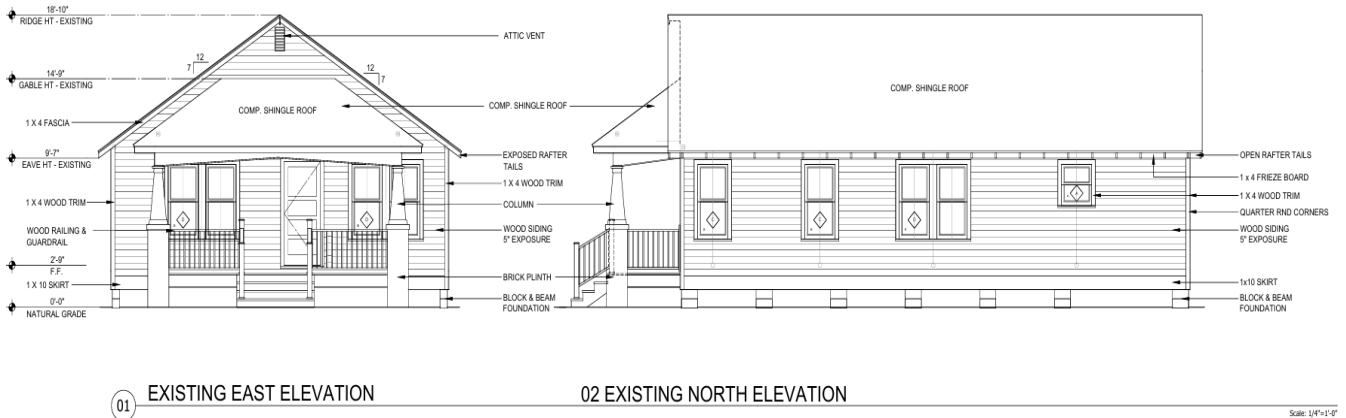 18'-10"
RIDGE HT - EXISTING
ATTIC VENT
12
7
12
7
14'-9"
GABLE HT - EXISTING
COMP. SHINGLE ROOF
COMP. SHINGLE ROOF
COMP. SHINGLE ROOF
1 X 4 FASCIA
9'-7"
EAVE HT - EXISTING
EXPOSED RAFTER
TAILS
OPEN RAFTER TAILS
1 x 4 FRIEZE BOARD
1 X 4 WOOD TRIM
1 X 4 WOOD TRIM
1 X 4 WOOD TRIM
COLUMN
QUARTER RND CORNERS
WOOD RAILING &
GUARDRAIL
WOOD SIDING
5" EXPOSURE
WOOD SIDING
5" EXPOSURE
2'-9"
F.F.
BRICK PLINTH
1 X 10 SKIRT
1x10 SKIRT
0'-0"
NATURAL GRADE
BLOCK & BEAM
FOUNDATION
BLOCK & BEAM
FOUNDATION
01
EXISTING EAST ELEVATION
02 EXISTING NORTH ELEVATION
Scale: 1/4"=1'-0"